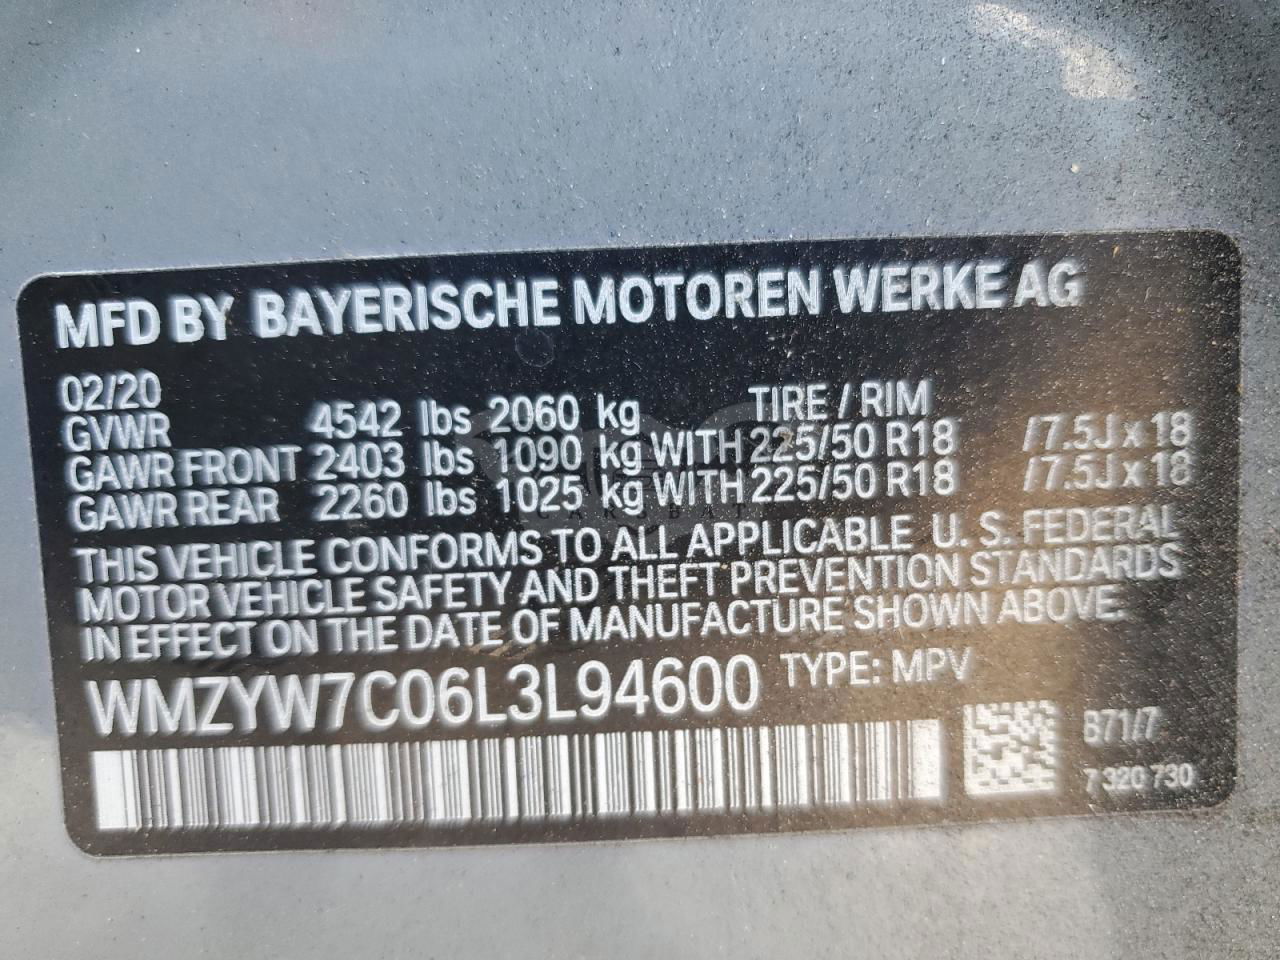 MFD BY BAYERISCHE MOTOREN WERKE AG
02/20 TIRE / RIM
GVWR 4542 lbs 2060 kg
GAWR FRONT 2403 lbs 1090 kg WITH 225/50 R18 /7.5J x 18
GAWR REAR 2260 lbs 1025 kg WITH 225/50 R18 /7.5J x 18
THIS VEHICLE CONFORMS TO ALL APPLICABLE U. S. FEDERAL
MOTOR VEHICLE SAFETY AND THEFT PREVENTION STANDARDS
IN EFFECT ON THE DATE OF MANUFACTURE SHOWN ABOVE.
WMZYW7C06L3L94600 TYPE: MPV
B71/7
7 320 730